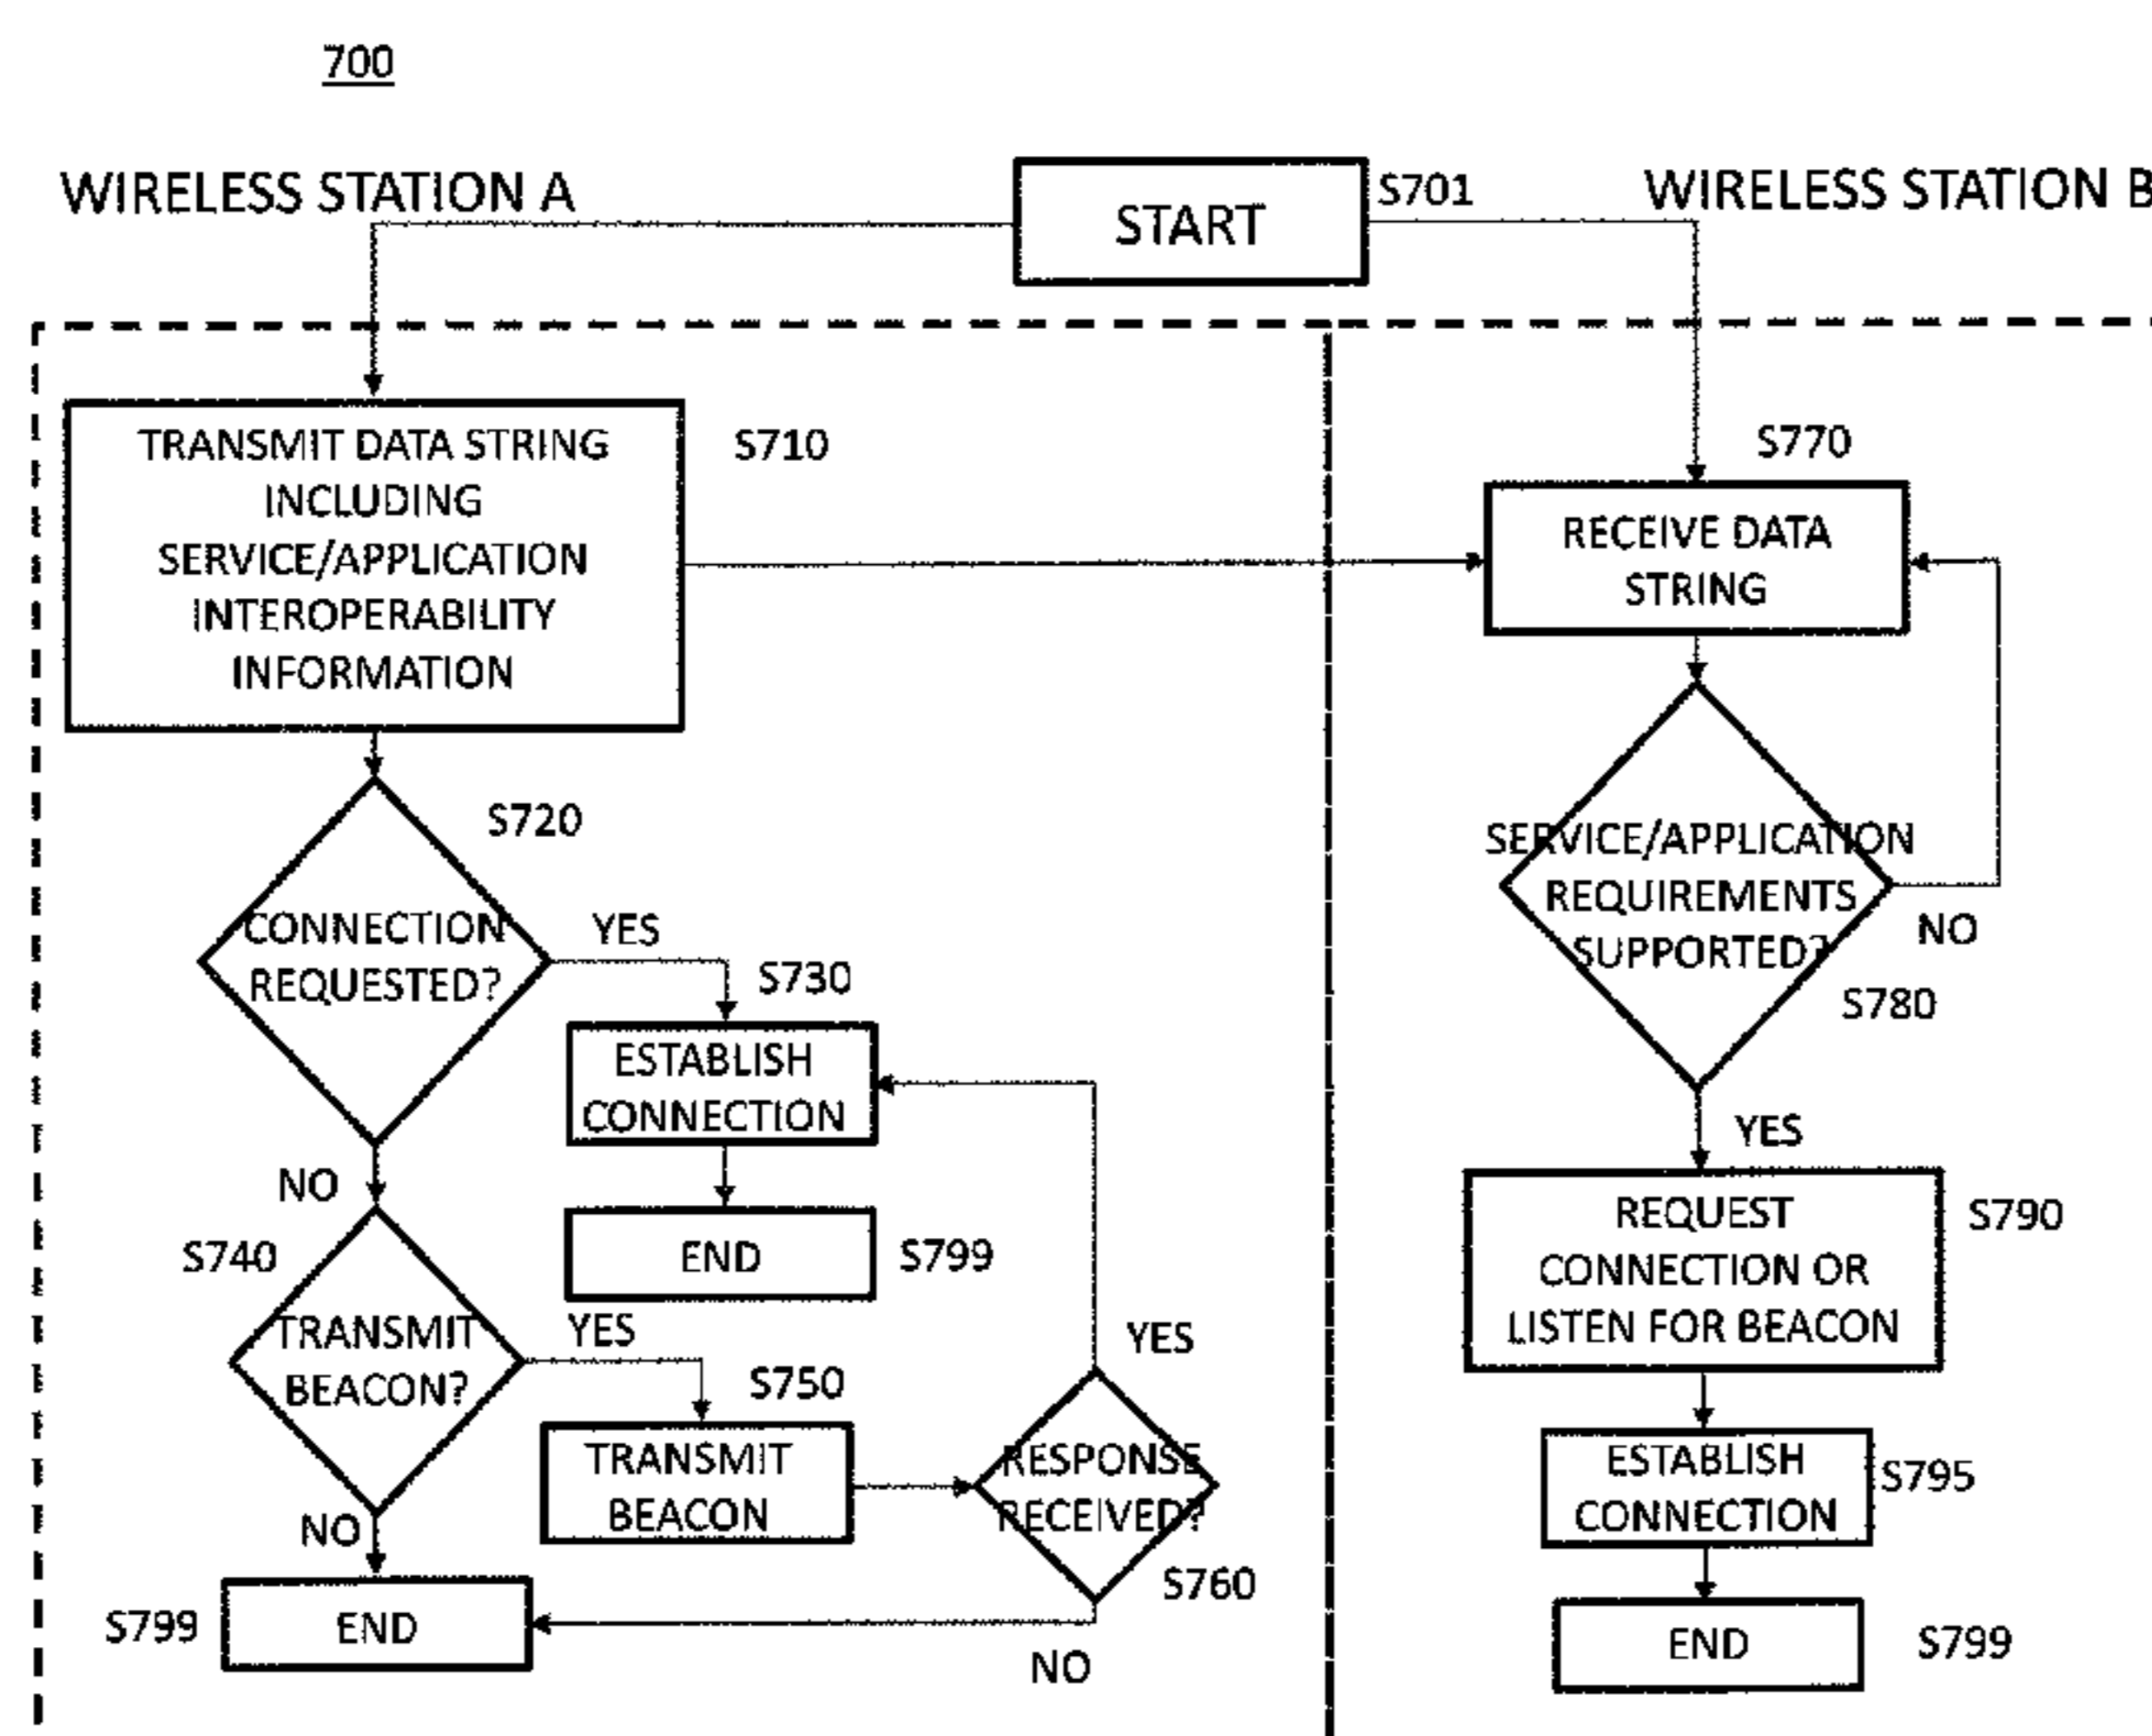 700
WIRELESS STATION A
START
S701
WIRELESS STATION B
TRANSMIT DATA STRING
INCLUDING
SERVICE/APPLICATION
INTEROPERABILITY
INFORMATION
S710
S720
CONNECTION
REQUESTED?
YES
NO
S730
ESTABLISH
CONNECTION
END
S799
S740
TRANSMIT
BEACON?
YES
NO
S750
TRANSMIT
BEACON
RESPONSE
RECEIVED?
YES
S760
NO
S799
END
S770
RECEIVE DATA
STRING
SERVICE/APPLICATION
REQUIREMENTS
SUPPORTED?
NO
S780
YES
REQUEST
CONNECTION OR
LISTEN FOR BEACON
S790
ESTABLISH
CONNECTION
S795
END
S799